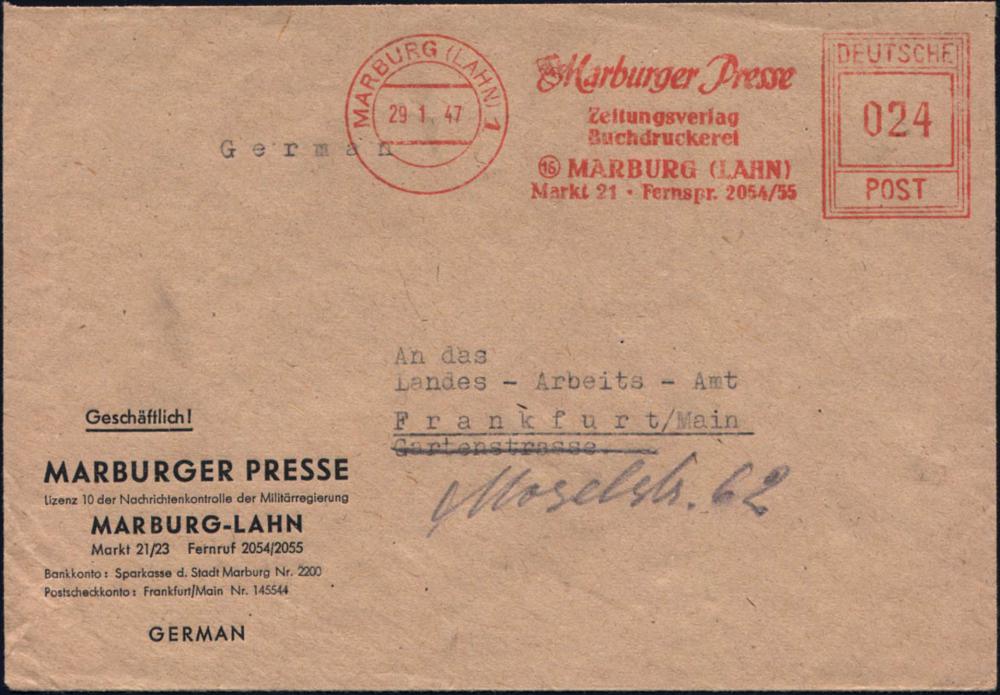 MARBURG (LAHN) 1
29.1.47
Marburger Presse
Zeitungsverlag
Buchdruckerei
16 MARBURG (LAHN)
Markt 21 · Fernspr. 2054/55
DEUTSCHE
024
POST
German
An das
Landes - Arbeits - Amt
Frankfurt/Main
Gartenstrasse
Moselstr. 62
Geschäftlich!
MARBURGER PRESSE
Lizenz 10 der Nachrichtenkontrolle der Militärregierung
MARBURG-LAHN
Markt 21/23 Fernruf 2054/2055
Bankkonto: Sparkasse d. Stadt Marburg Nr. 2200
Postscheckkonto: Frankfurt/Main Nr. 145544
GERMAN